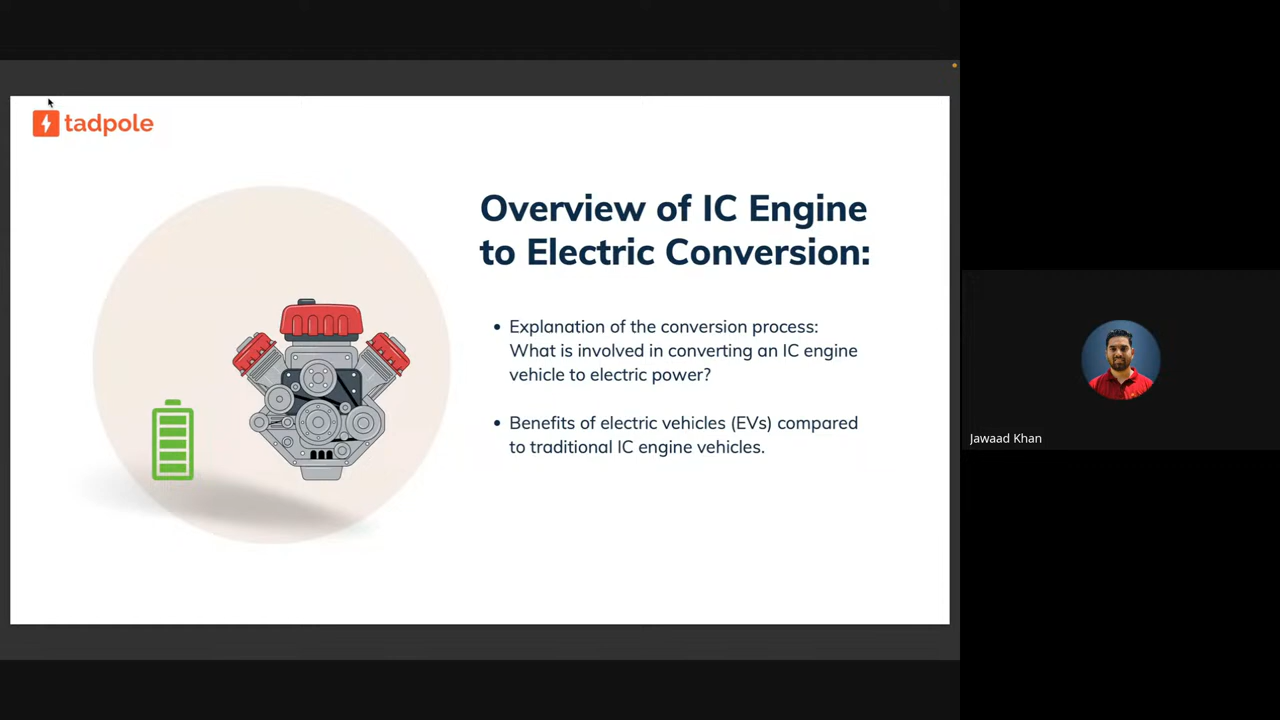 tadpole
Overview of IC Engine
to Electric Conversion:
• Explanation of the conversion process:
What is involved in converting an IC engine
vehicle to electric power?
• Benefits of electric vehicles (EVs) compared
to traditional IC engine vehicles.
Jawaad Khan